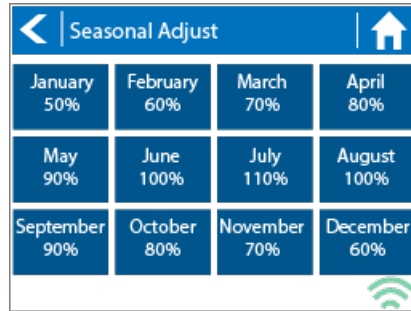 Seasonal Adjust
January February March April
50% 60% 70% 80%
May June July August
90% 100% 110% 100%
September October November December
90% 80% 70% 60%